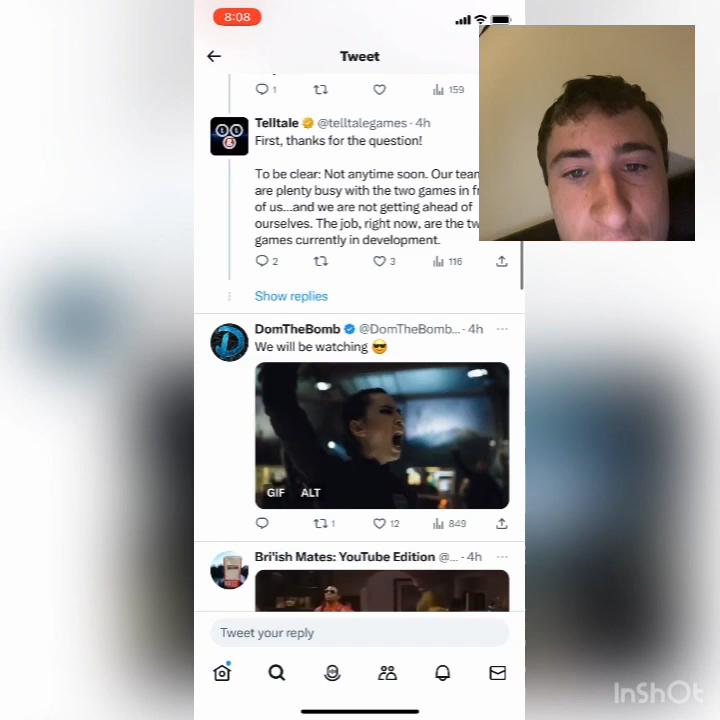 8:08
Tweet
1 159
Telltale @telltalegames · 4h
First, thanks for the question!
To be clear: Not anytime soon. Our
are plenty busy with the two games in
of us...and we are not getting ahead of
ourselves. The job, right now, are the
games currently in development.
2 3 116
Show replies
DomTheBomb @DomTheBomb... · 4h
We will be watching 😎
GIF ALT
1 12 849
Bri'ish Mates: YouTube Edition @... · 4h
Tweet your reply
InShOt